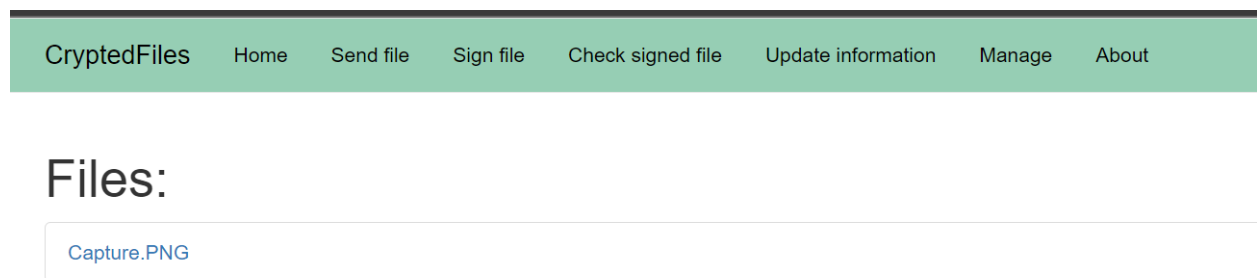 CryptedFiles Home Send file Sign file Check signed file Update information Manage About
Files:
Capture.PNG